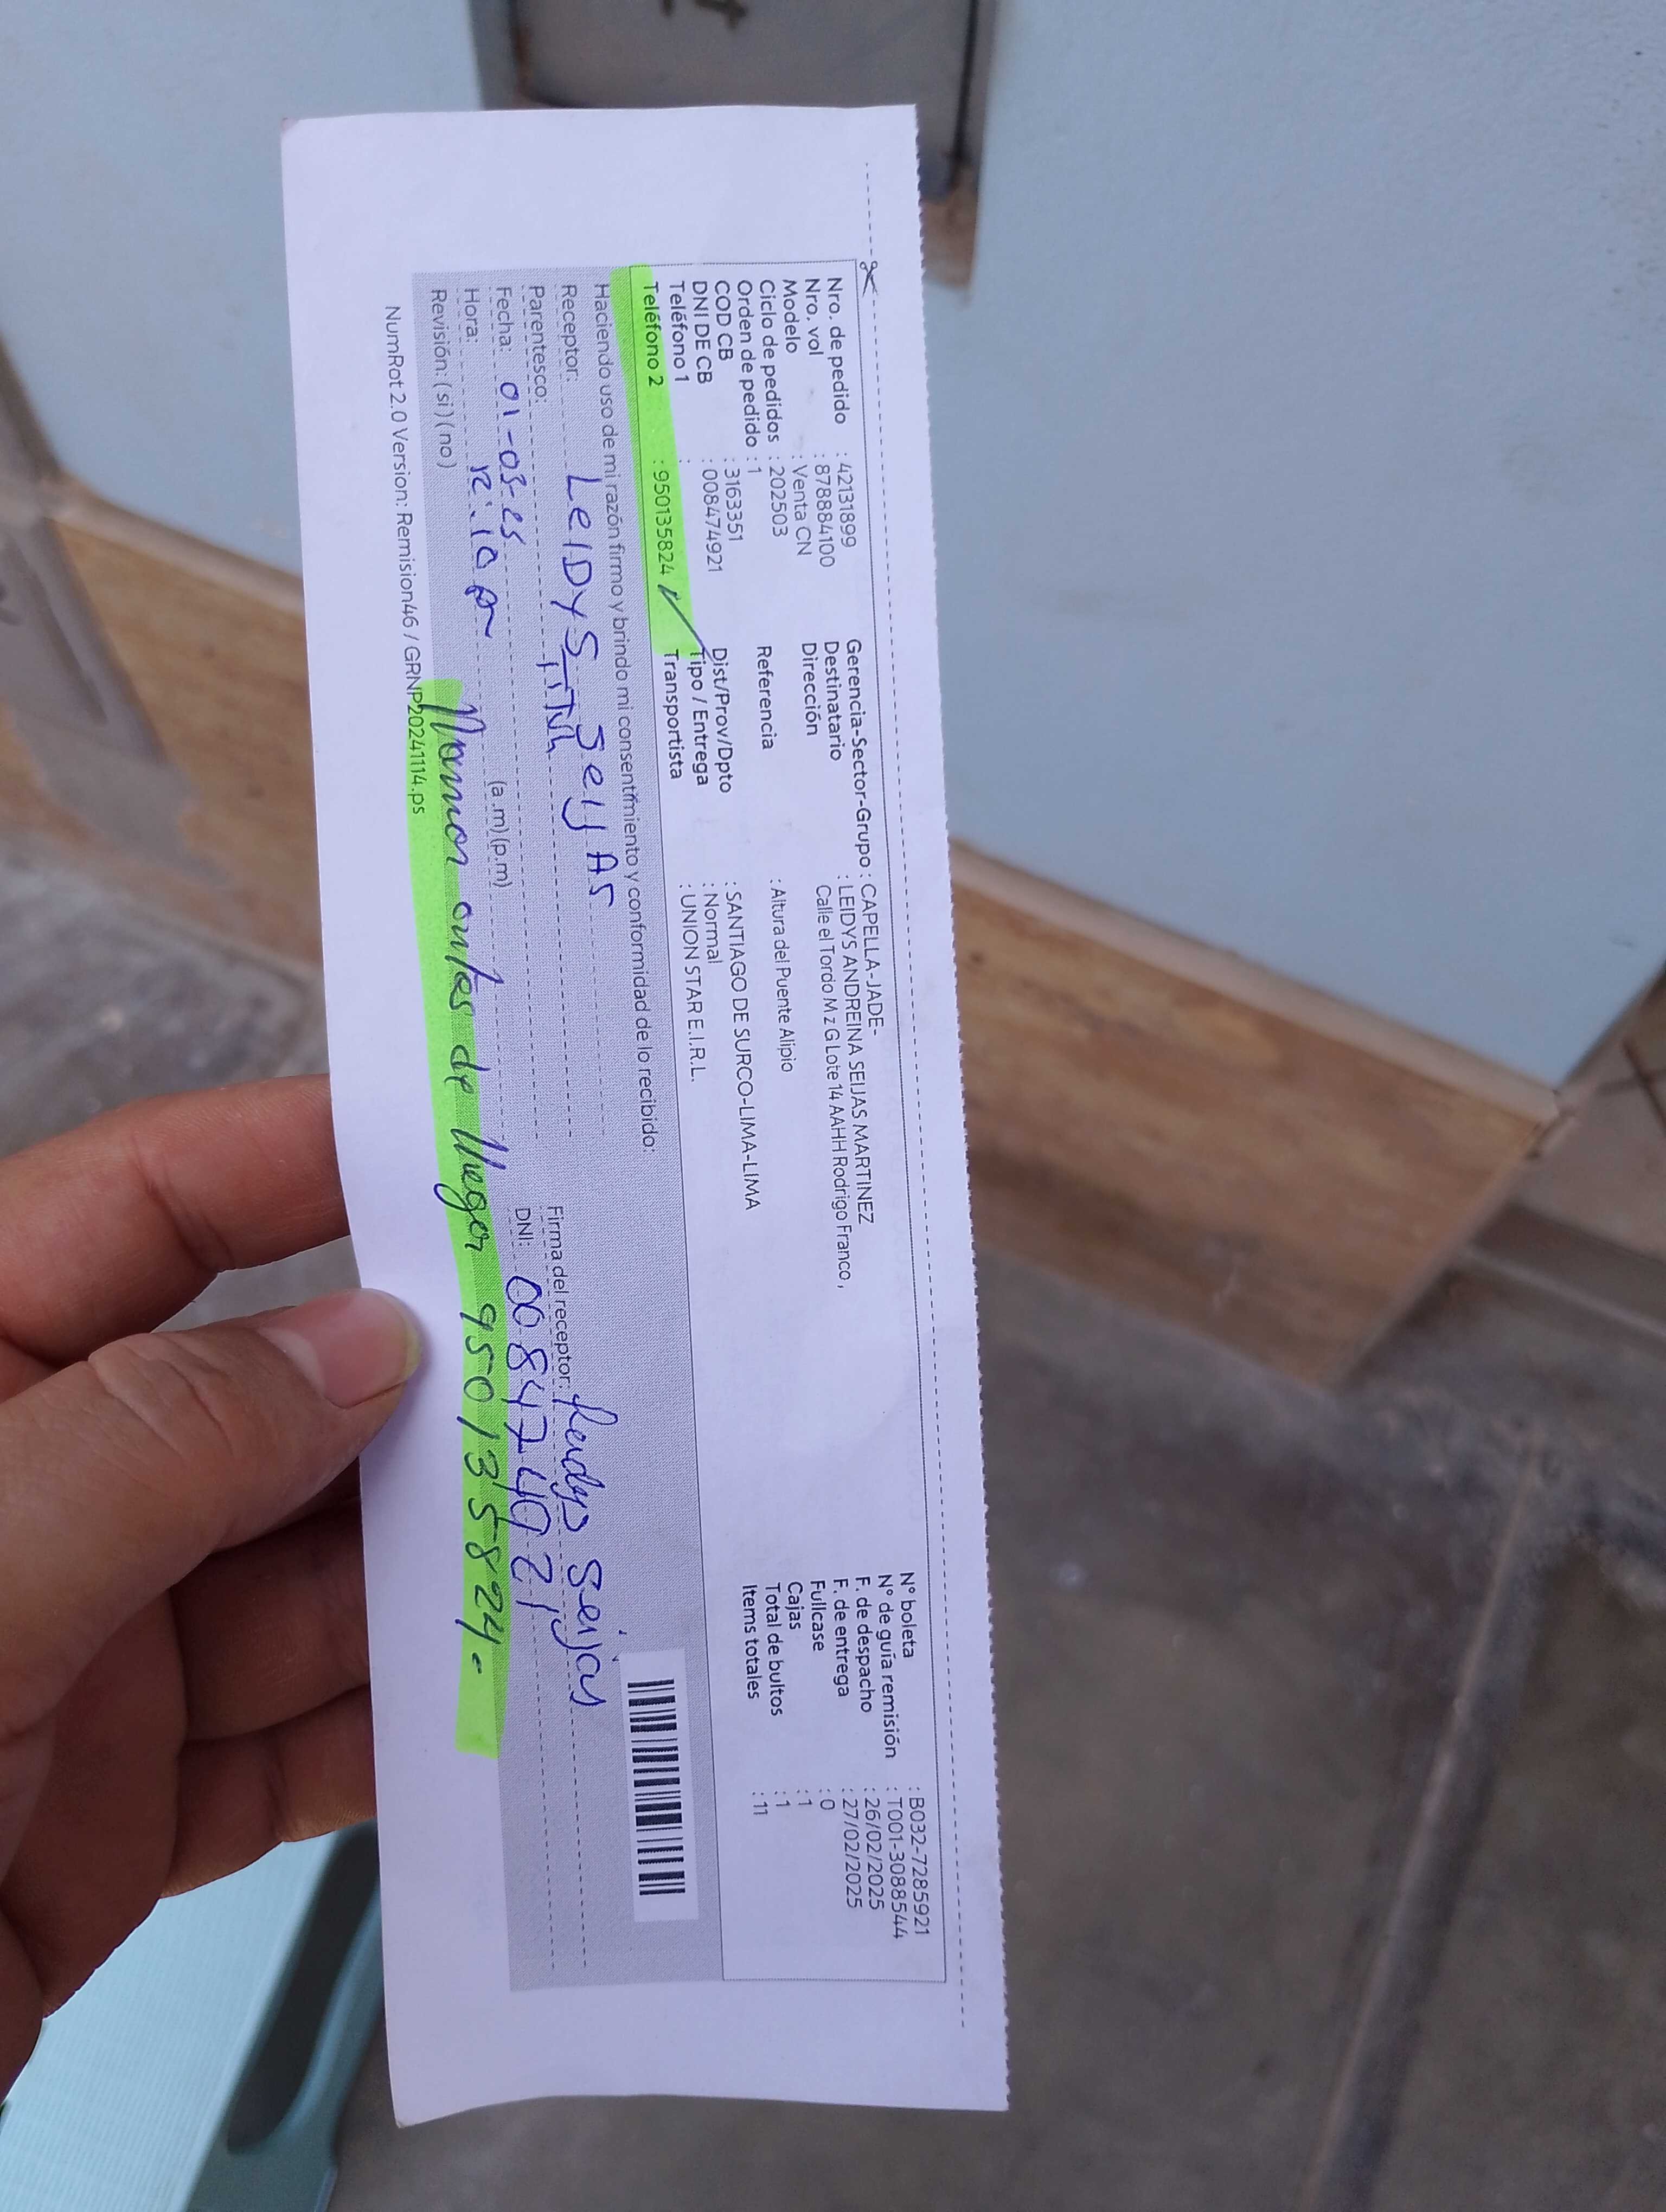 Nro. de pedido : 42131899
Nro. vol : 878884100
Modelo : Venta CN
Ciclo de pedidos : 202503
Orden de pedido : 1
COD CB : 3163351
DNI DE CB : 008474921
Teléfono 1 :
Teléfono 2 : 950135824 ✓
Gerencia-Sector-Grupo : CAPELLA-JADE-
Destinatario : LEIDYS ANDREINA SEIJAS MARTINEZ
Dirección Calle el Tordo M z G Lote 14 AAHH Rodrigo Franco,
Referencia : Altura del Puente Alipio
Dist/Prov/Dpto : SANTIAGO DE SURCO-LIMA-LIMA
Tipo / Entrega : Normal
Transportista : UNION STAR E.I.R.L.
N° boleta : B032-7285921
N° de guía remisión : T001-3088544
F. de despacho : 26/02/2025
F. de entrega : 27/02/2025
Fullcase : 0
Cajas : 1
Total de bultos : 1
Items totales : 11
Haciendo uso de mi razón firmo y brindo mi consentimiento y conformidad de lo recibido:
Receptor: LeIDYS SeIJAS
Parentesco:
Fecha: 01-03-25
Hora: 12:10 (a.m) (p.m)
Revisión: ( si ) ( no )
Firma del receptor: Leidys Seijas
DNI: 008474921
Llamar antes de llegar 950135824.
NumRot 2.0 Version: Remision46 / GRNP20241114.ps